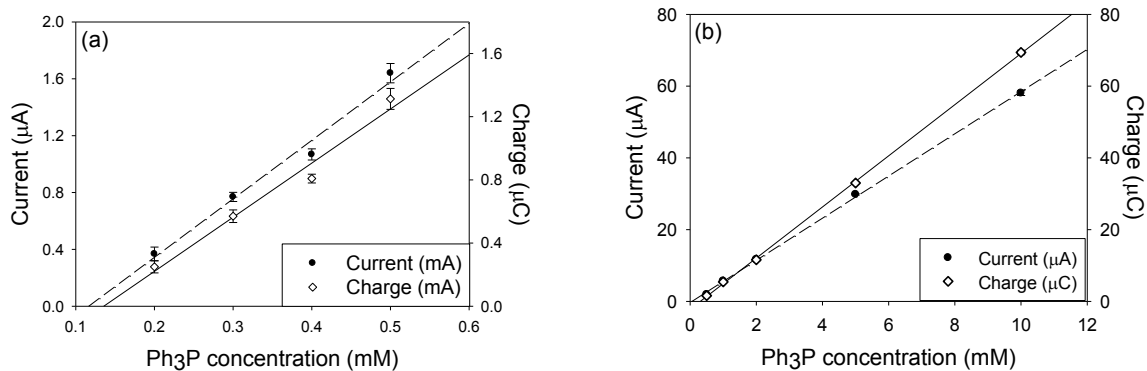 (a)
2.0
1.6
1.2
0.8
0.4
0.0
Current (μA)
1.6
1.2
0.8
0.4
0.0
Charge (μC)
Current (mA)
Charge (mA)
0.1 0.2 0.3 0.4 0.5 0.6
Ph3P concentration (mM)
(b)
80
60
40
20
0
Current (μA)
80
60
40
20
0
Charge (μC)
Current (μA)
Charge (μC)
0 2 4 6 8 10 12
Ph3P concentration (mM)